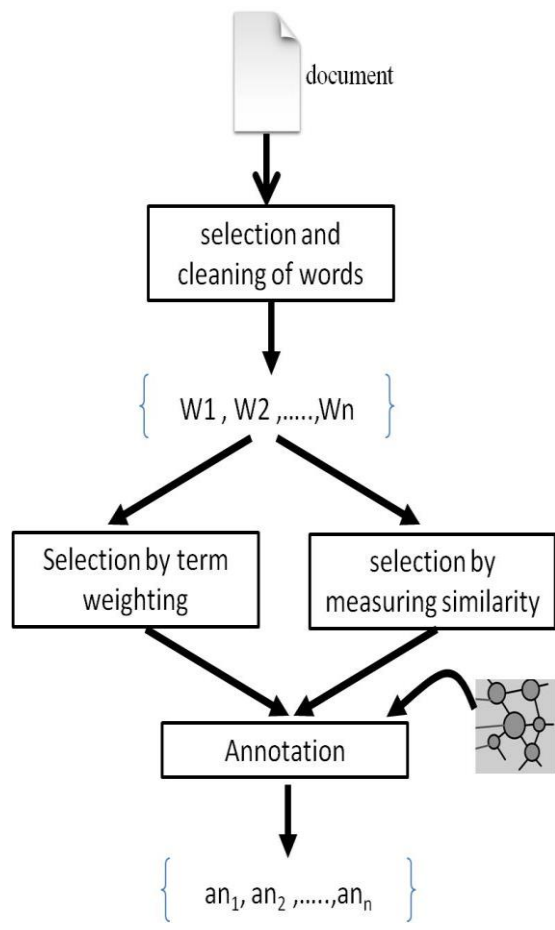 document
selection and
cleaning of words
{ W1 , W2 ,.....,Wn }
Selection by term
weighting
selection by
measuring similarity
Annotation
{ an₁, an₂ ,.....,anₙ }